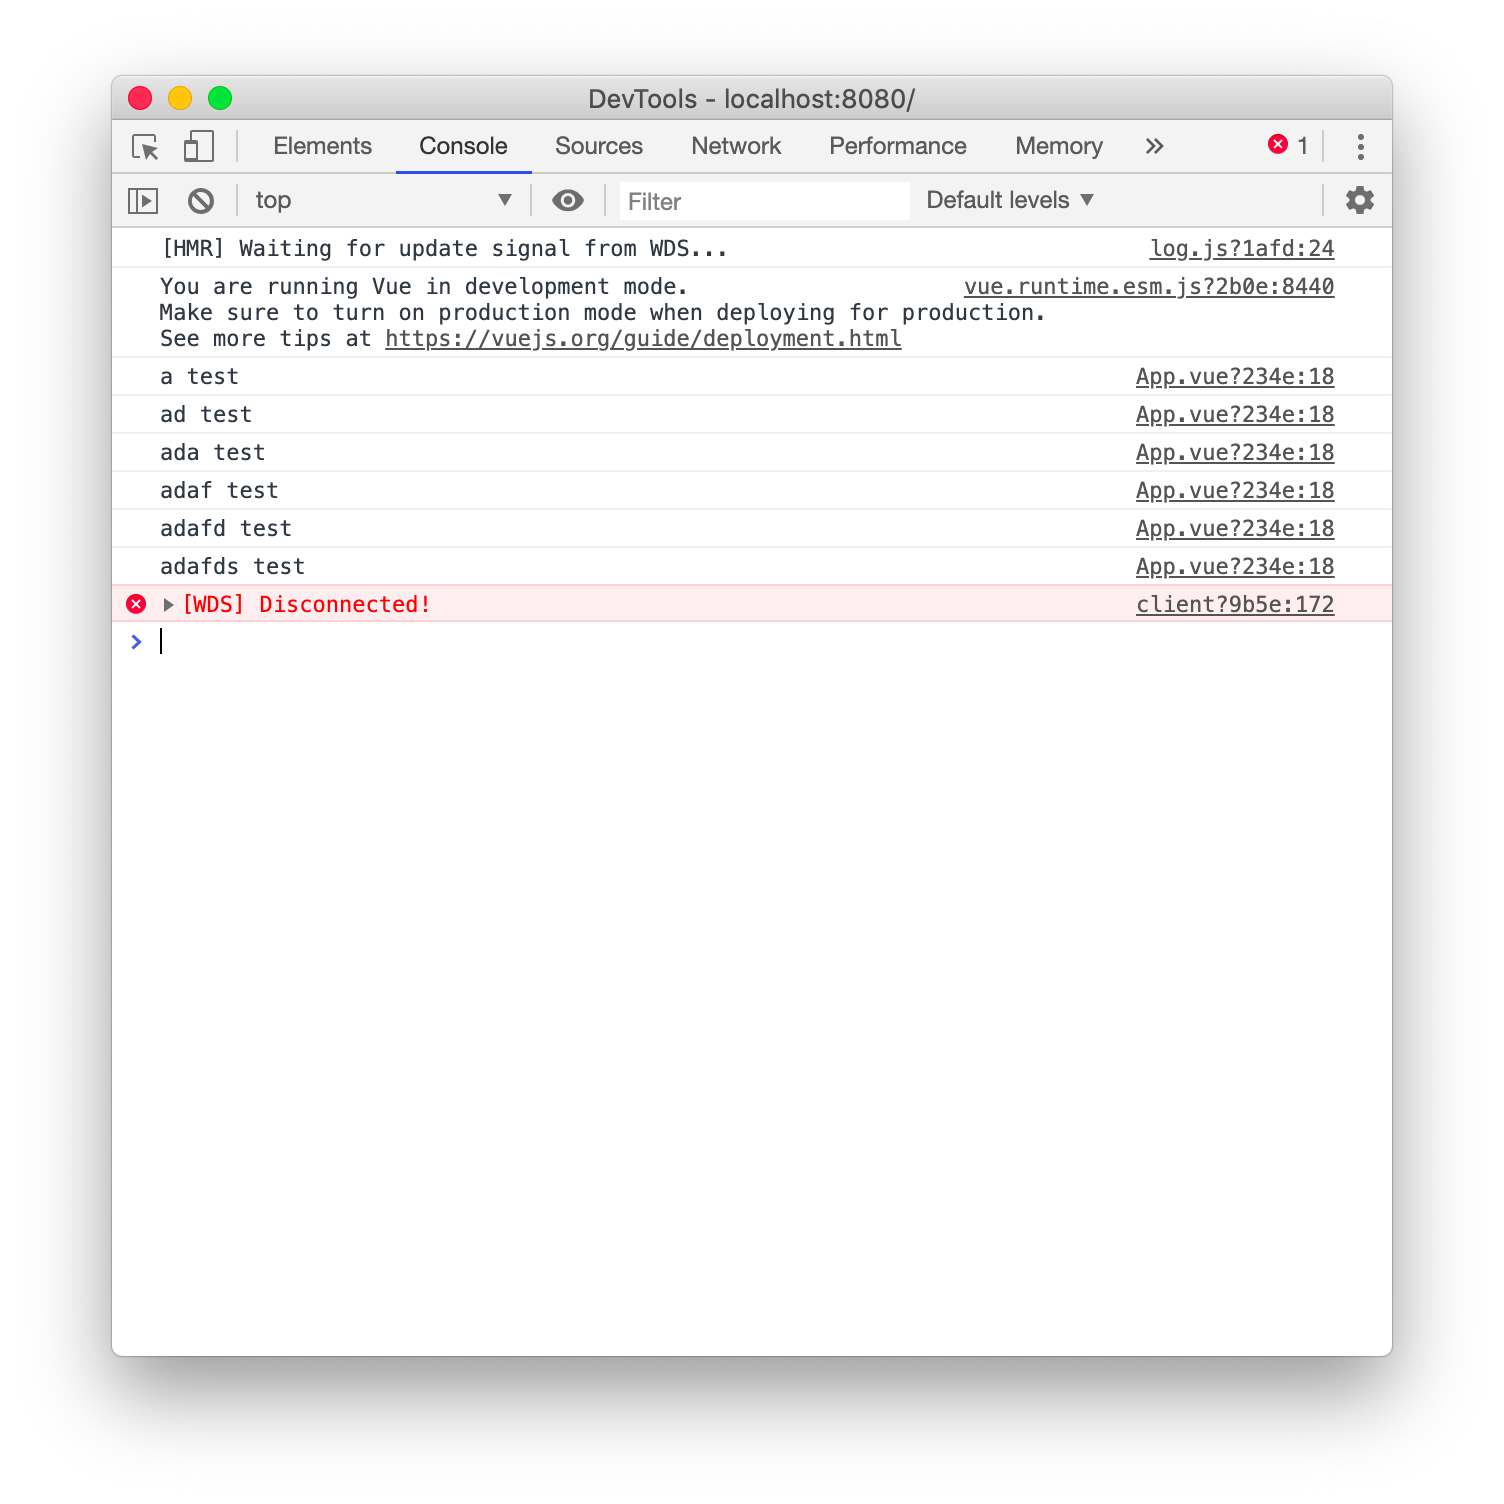 DevTools - localhost:8080/
Elements Console Sources Network Performance Memory 1
top Filter Default levels
[HMR] Waiting for update signal from WDS... log.js?1afd:24
You are running Vue in development mode. vue.runtime.esm.js?2b0e:8440
Make sure to turn on production mode when deploying for production.
See more tips at https://vuejs.org/guide/deployment.html
a test App.vue?234e:18
ad test App.vue?234e:18
ada test App.vue?234e:18
adaf test App.vue?234e:18
adafd test App.vue?234e:18
adafds test App.vue?234e:18
[WDS] Disconnected! client?9b5e:172